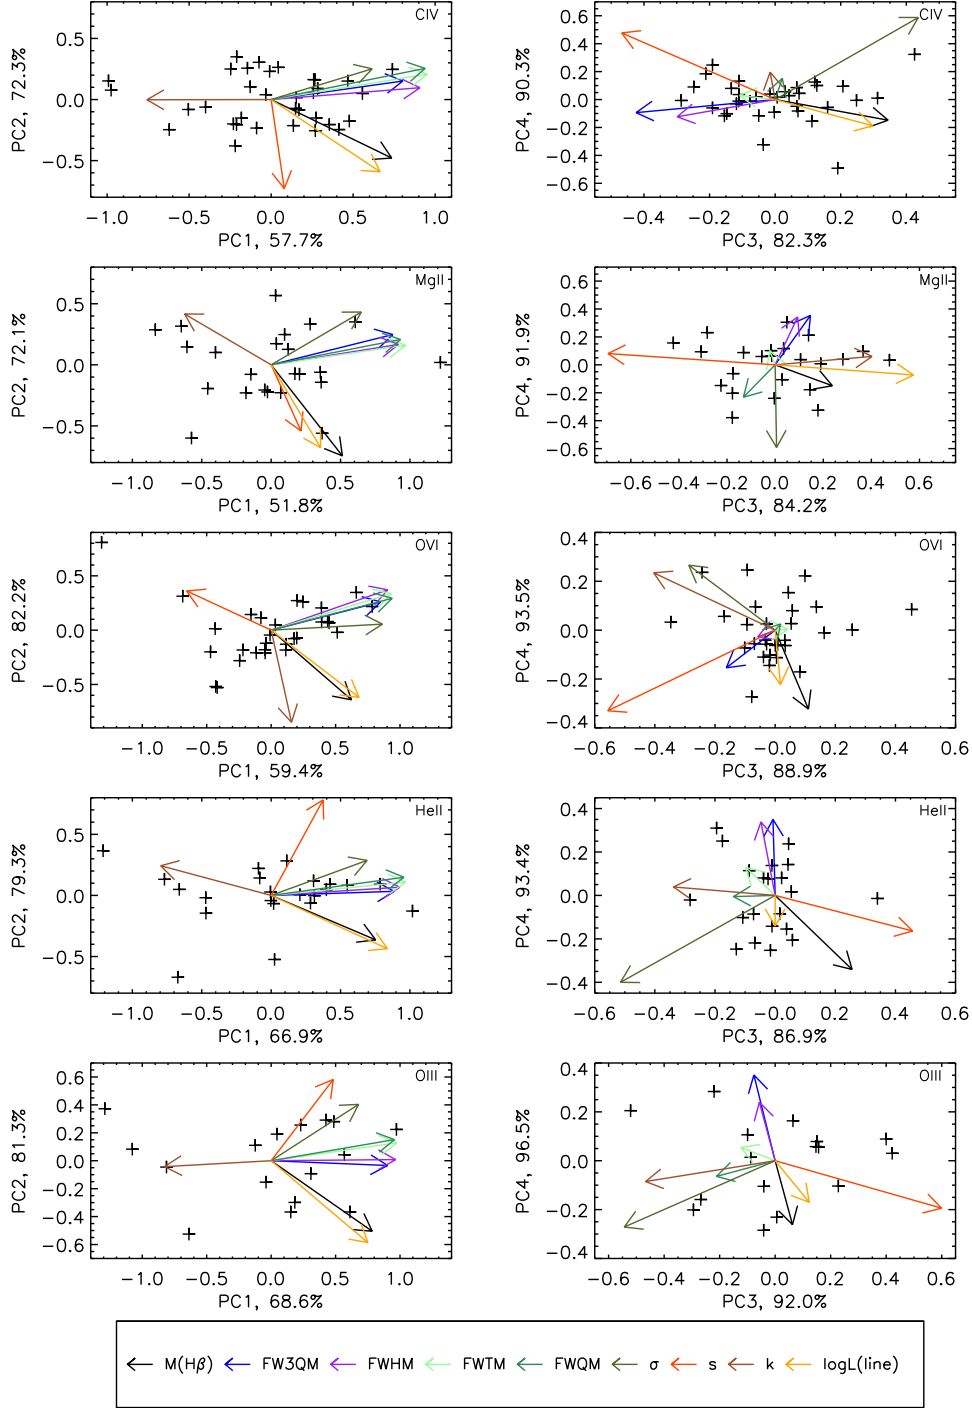 CIV
0.5
0.0
−0.5
PC2, 72.3%
−1.0 −0.5 0.0 0.5 1.0
PC1, 57.7%
CIV
0.6
0.4
0.2
0.0
−0.2
−0.4
−0.6
PC4, 90.3%
−0.4 −0.2 0.0 0.2 0.4
PC3, 82.3%
MgII
0.5
0.0
−0.5
PC2, 72.1%
−1.0 −0.5 0.0 0.5 1.0
PC1, 51.8%
MgII
0.6
0.4
0.2
0.0
−0.2
−0.4
−0.6
PC4, 91.9%
−0.6 −0.4 −0.2 0.0 0.2 0.4 0.6
PC3, 84.2%
OVI
0.5
0.0
−0.5
PC2, 82.2%
−1.0 −0.5 0.0 0.5 1.0
PC1, 59.4%
OVI
0.4
0.2
0.0
−0.2
−0.4
PC4, 93.5%
−0.6 −0.4 −0.2 0.0 0.2 0.4 0.6
PC3, 88.9%
HeII
0.5
0.0
−0.5
PC2, 79.3%
−1.0 −0.5 0.0 0.5 1.0
PC1, 66.9%
HeII
0.4
0.2
0.0
−0.2
−0.4
PC4, 93.4%
−0.6 −0.4 −0.2 −0.0 0.2 0.4 0.6
PC3, 86.9%
OIII
0.6
0.4
0.2
0.0
−0.2
−0.4
−0.6
PC2, 81.3%
−1.0 −0.5 0.0 0.5 1.0
PC1, 68.6%
OIII
0.4
0.2
0.0
−0.2
−0.4
PC4, 96.5%
−0.6 −0.4 −0.2 0.0 0.2 0.4 0.6
PC3, 92.0%
M(Hβ) FW3QM FWHM FWTM FWQM σ s k logL(line)